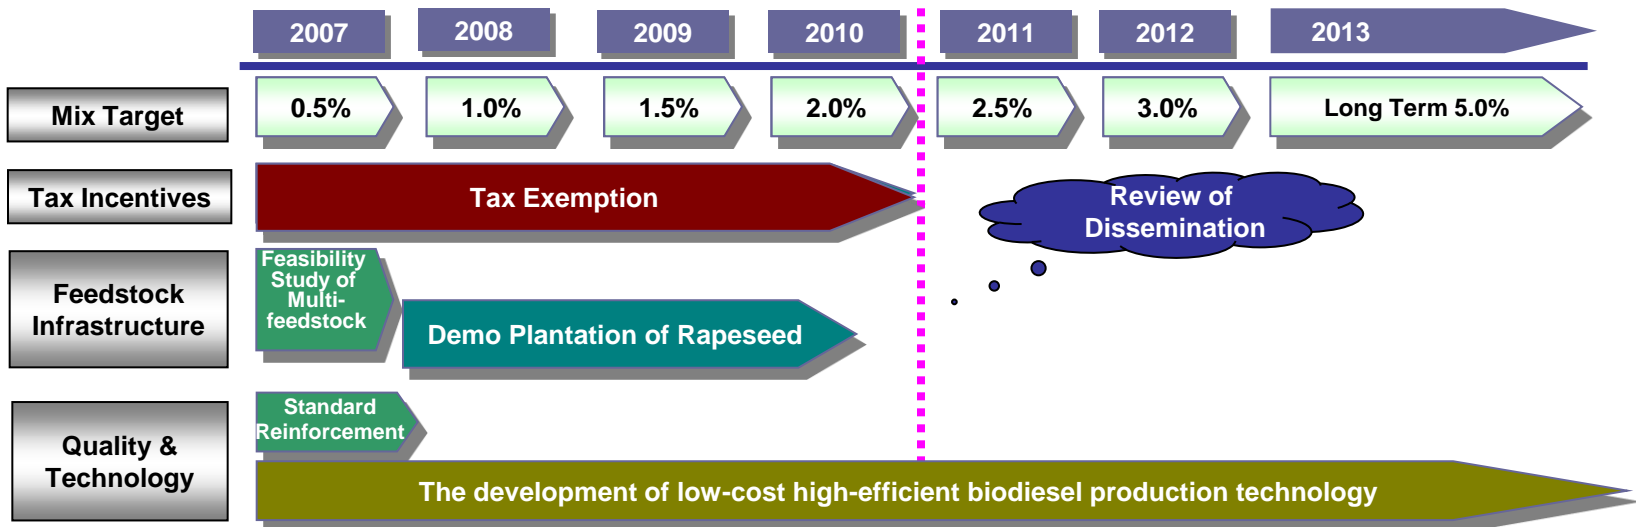 2007
2008
2009
2010
2011
2012
2013
Mix Target
0.5%
1.0%
1.5%
2.0%
2.5%
3.0%
Long Term 5.0%
Tax Incentives
Tax Exemption
Review of
Dissemination
Feedstock
Infrastructure
Feasibility
Study of
Multi-
feedstock
Demo Plantation of Rapeseed
Quality &
Technology
Standard
Reinforcement
The development of low-cost high-efficient biodiesel production technology